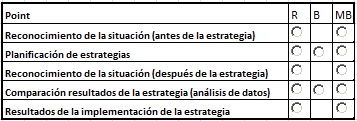 Point R B MB
Reconocimiento de la situación (antes de la estrategia)
Planificación de estrategias
Reconocimiento de la situación (después de la estrategia)
Comparación resultados de la estrategia (análisis de datos)
Resultados de la implementación de la estrategia